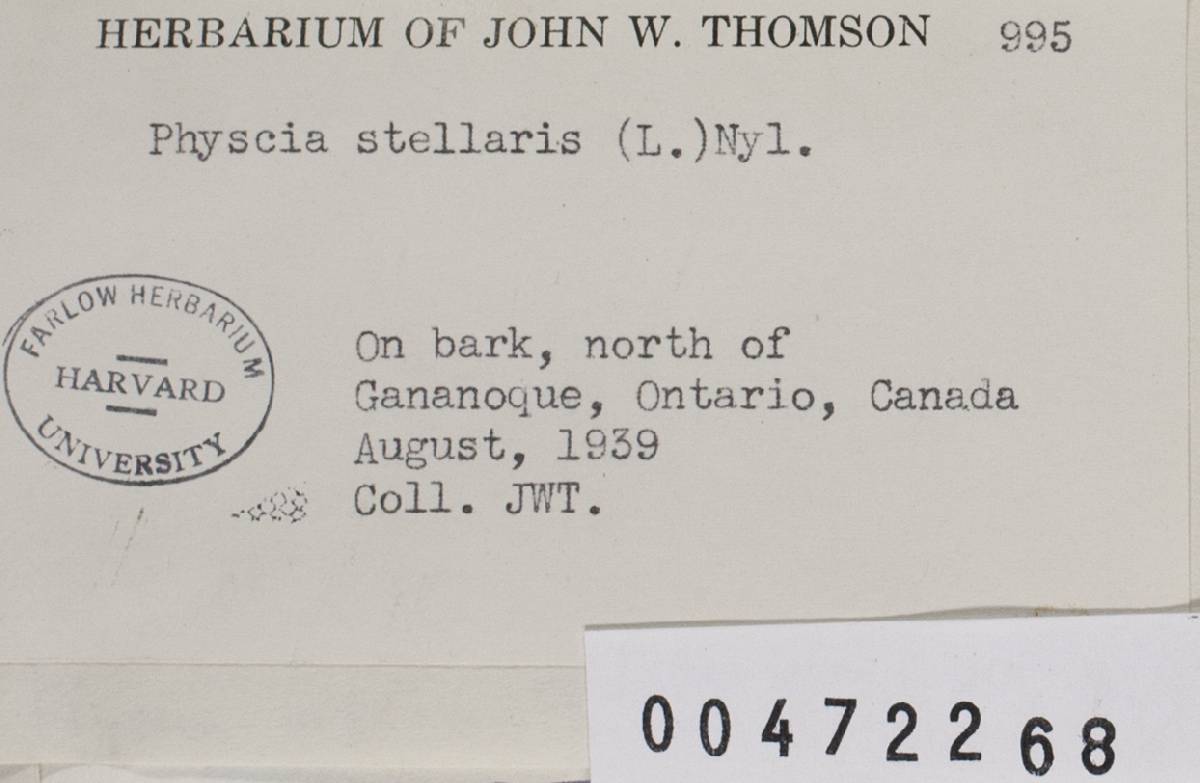 HERBARIUM OF JOHN W. THOMSON 995
Physcia stellaris (L.)Nyl.
FARLOW HERBARIUM
HARVARD
UNIVERSITY
On bark, north of
Gananoque, Ontario, Canada
August, 1939
Coll. JWT.
00472268